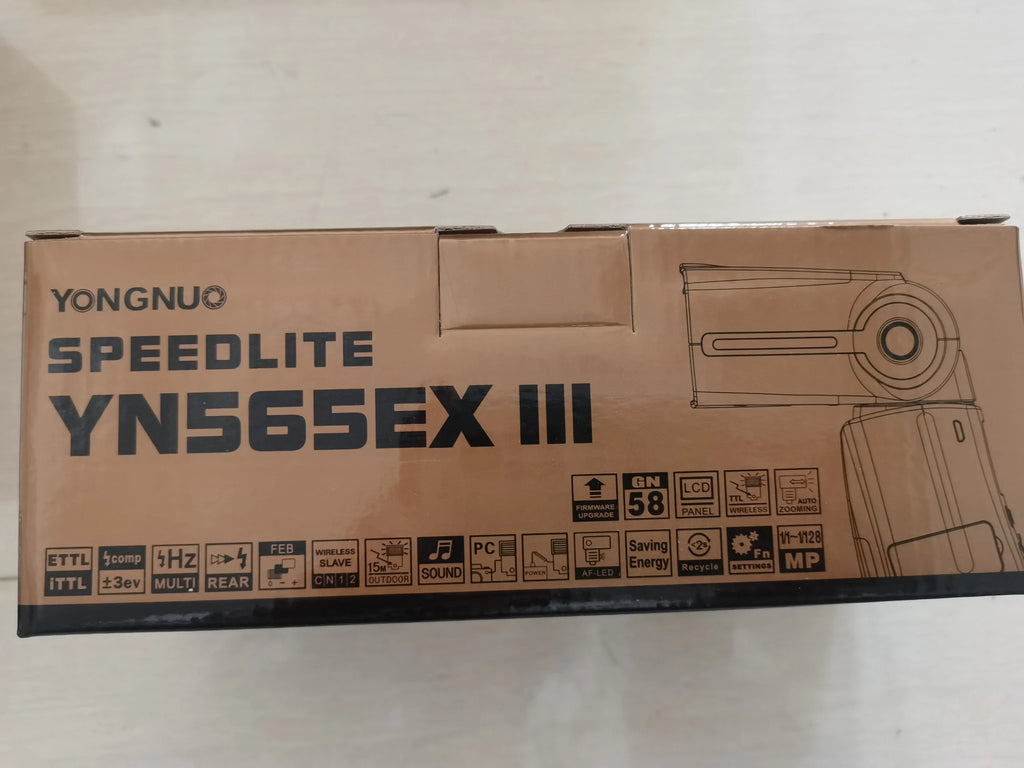 YONGNUO
SPEEDLITE
YN565EX III
FIRMWARE
UPGRADE
GN
58
LCD
PANEL
TTL
WIRELESS
AUTO
ZOOMING
ETTL
iTTL
comp
±3ev
Hz
MULTI
REAR
FEB
0 - +
WIRELESS
SLAVE
CN12
15M
OUTDOOR
SOUND
PC
POWER
AF-LED
Saving
Energy
2
Recycle
Fn
SETTINGS
1/1~1/128
MP